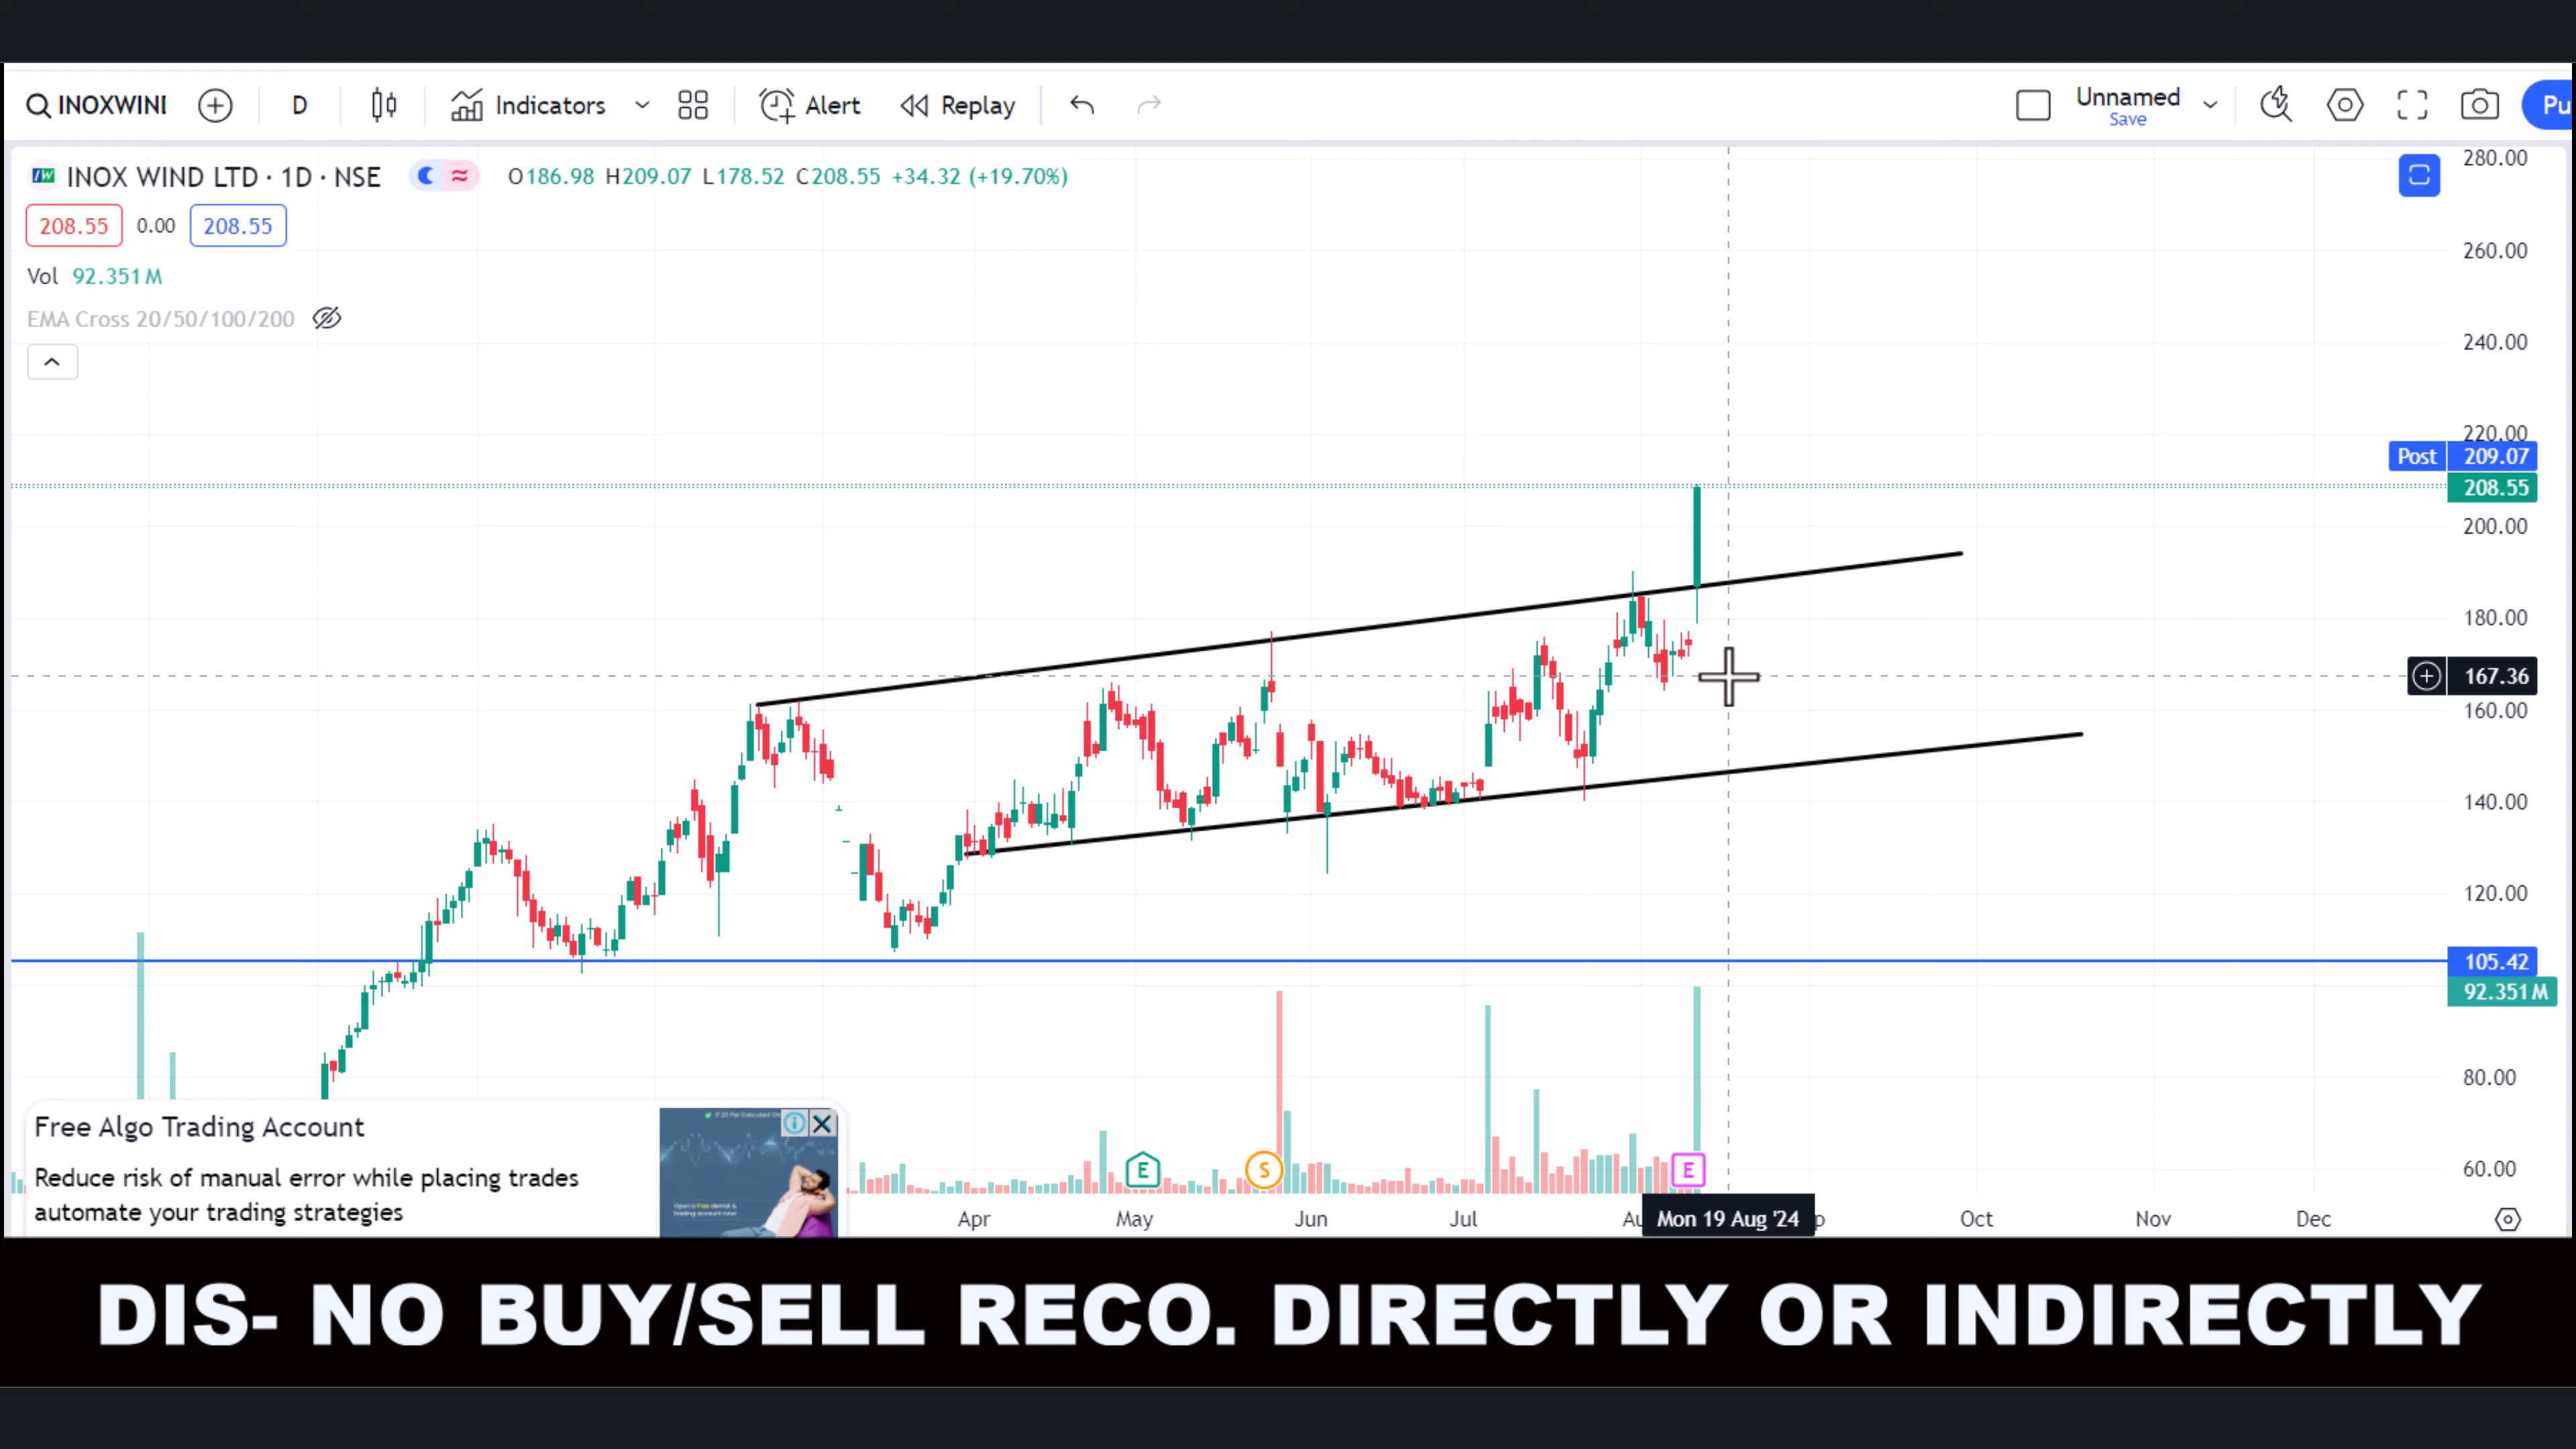 INOXWINI D Indicators Alert Replay Unnamed Pu
Save
INOX WIND LTD · 1D · NSE O186.98 H209.07 L178.52 C208.55 +34.32 (+19.70%)
208.55 0.00 208.55
Vol 92.351 M
EMA Cross 20/50/100/200
280.00
260.00
240.00
220.00
Post 209.07
208.55
200.00
180.00
167.36
160.00
140.00
120.00
105.42
92.351 M
80.00
60.00
Free Algo Trading Account
Reduce risk of manual error while placing trades
automate your trading strategies
E S E
Apr May Jun Jul Au Mon 19 Aug '24 p Oct Nov Dec
DIS- NO BUY/SELL RECO. DIRECTLY OR INDIRECTLY